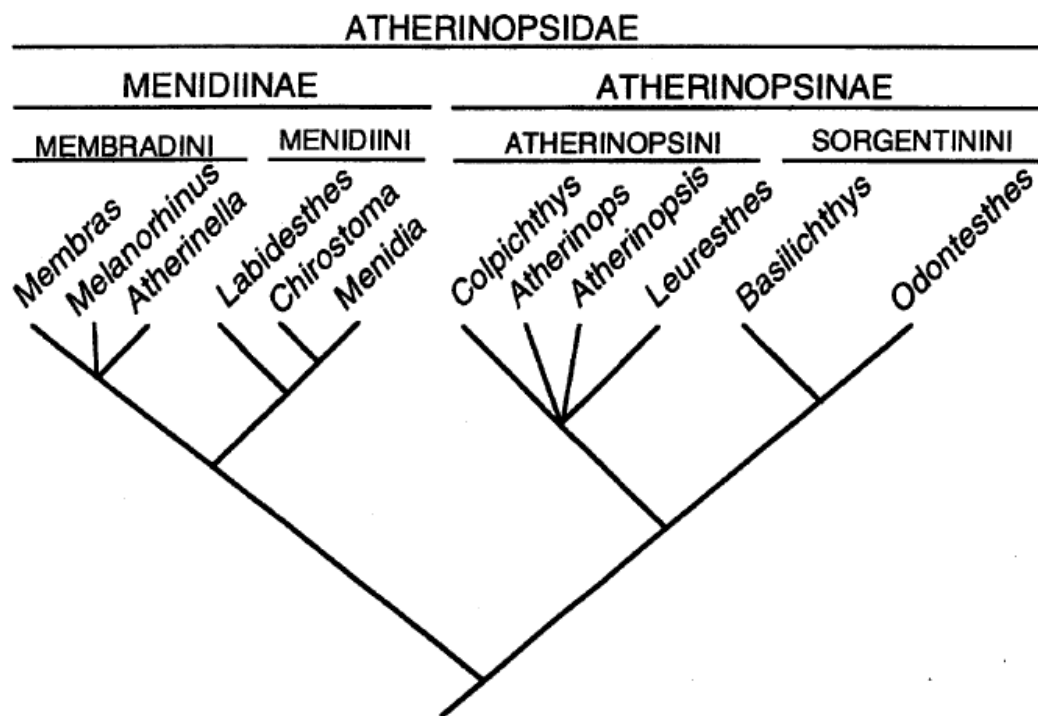 ATHERINOPSIDAE
MENIDIINAE
ATHERINOPSINAE
MEMBRADINI
MENIDIINI
ATHERINOPSINI
SORGENTININI
Membras
Melanorhinus
Atherinella
Labidesthes
Chirostoma
Menidia
Colpichthys
Atherinops
Atherinopsis
Leuresthes
Basilichthys
Odontesthes